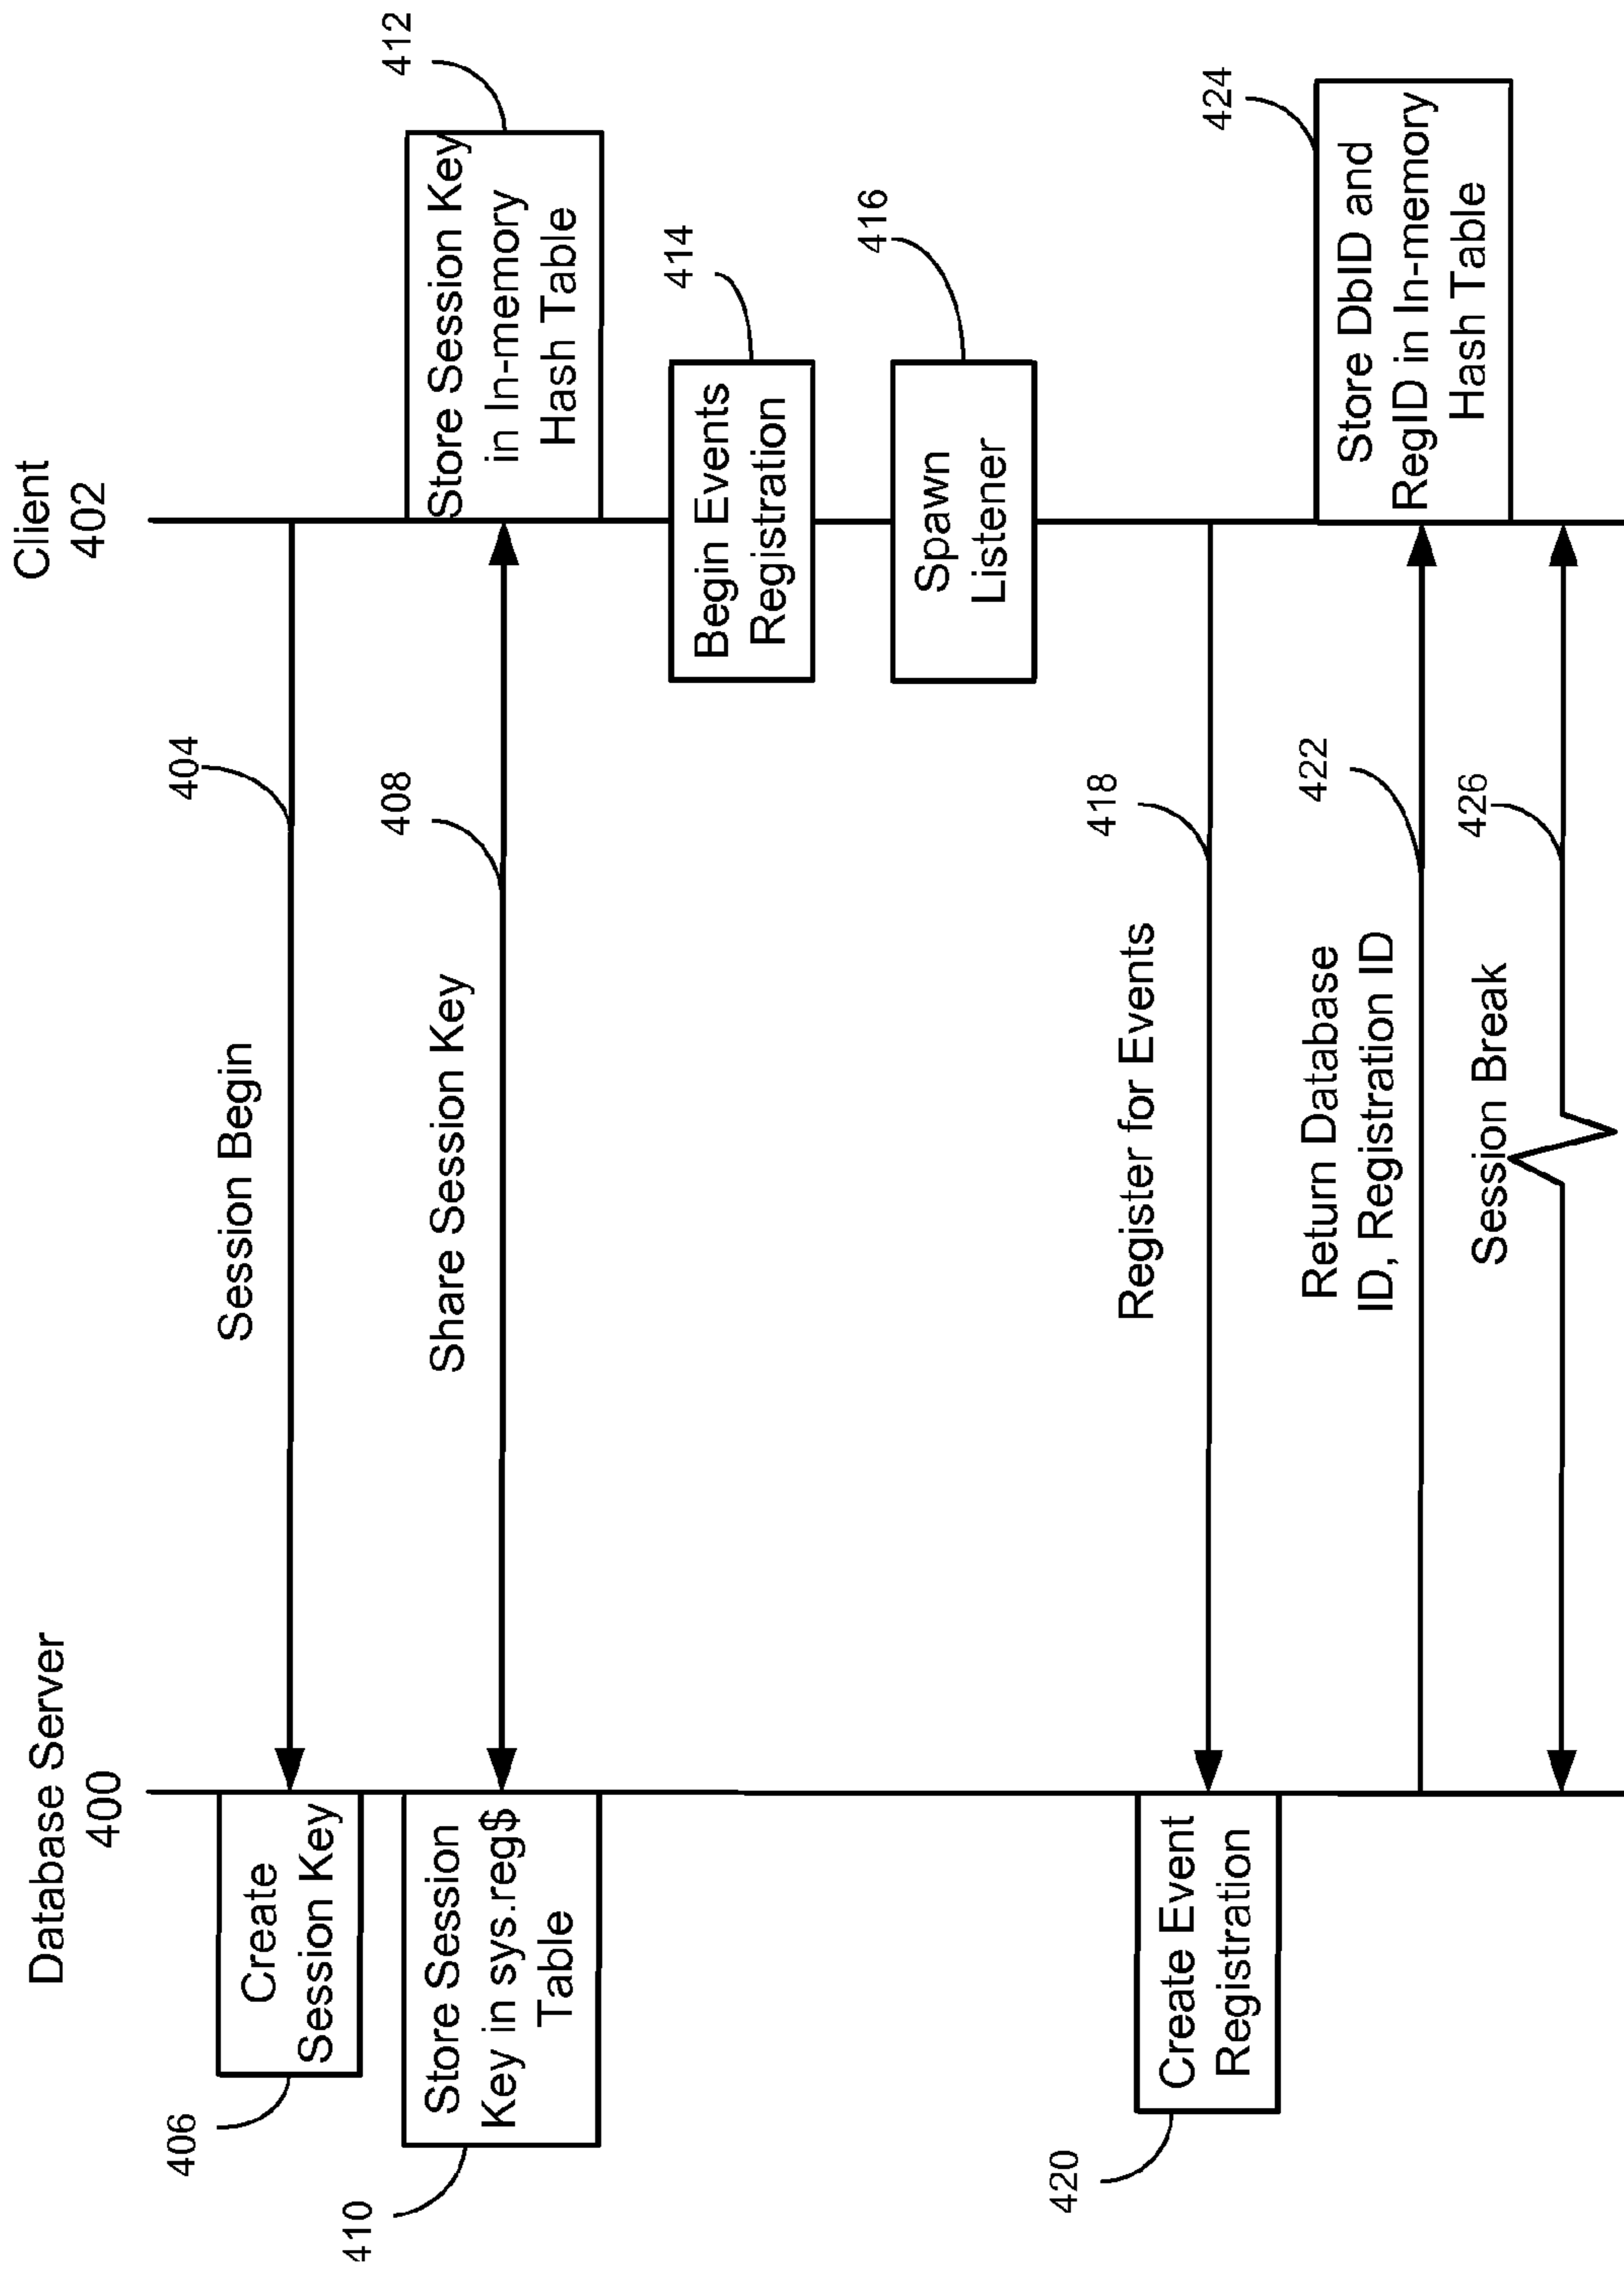 Database Server
400
Client
402
404
Session Begin
Create
Session Key
406
408
Share Session Key
Store Session
Key in sys.reg$
Table
410
412
Store Session Key
in In-memory
Hash Table
414
Begin Events
Registration
416
Spawn
Listener
418
Register for Events
Create Event
Registration
420
422
Return Database
ID, Registration ID
424
Store DbID and
RegID in In-memory
Hash Table
426
Session Break